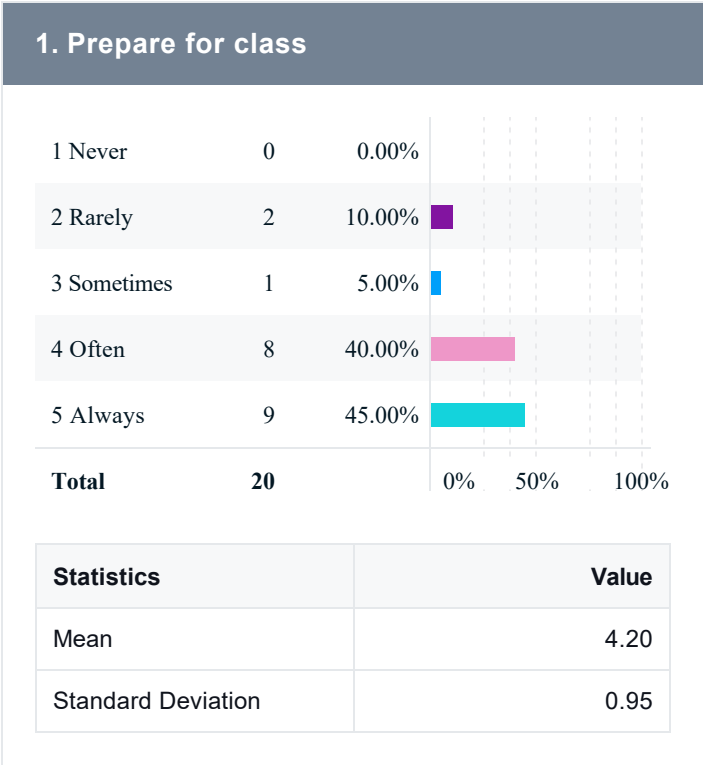 1. Prepare for class
1 Never 0 0.00%
2 Rarely 2 10.00%
3 Sometimes 1 5.00%
4 Often 8 40.00%
5 Always 9 45.00%
Total 20 0% 50% 100%
Statistics Value
Mean 4.20
Standard Deviation 0.95